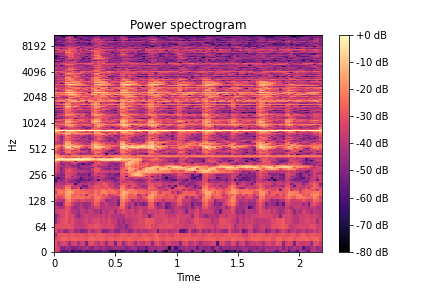 Power spectrogram
8192
4096
2048
1024
512
256
128
64
0
Hz
0
0.5
1
1.5
2
Time
+0 dB
-10 dB
-20 dB
-30 dB
-40 dB
-50 dB
-60 dB
-70 dB
-80 dB